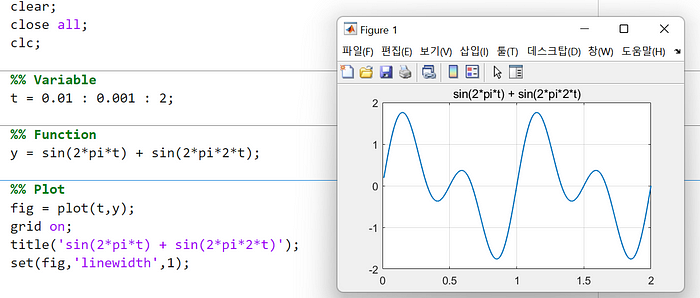 clear;
close all;
clc;
%% Variable
t = 0.01 : 0.001 : 2;
%% Function
y = sin(2*pi*t) + sin(2*pi*2*t);
%% Plot
fig = plot(t,y);
grid on;
title('sin(2*pi*t) + sin(2*pi*2*t)');
set(fig,'linewidth',1);
Figure 1
파일(F) 편집(E) 보기(V) 삽입(I) 툴(T) 데스크탑(D) 창(W) 도움말(H)
sin(2*pi*t) + sin(2*pi*2*t)
2
1
0
-1
-2
0 0.5 1 1.5 2